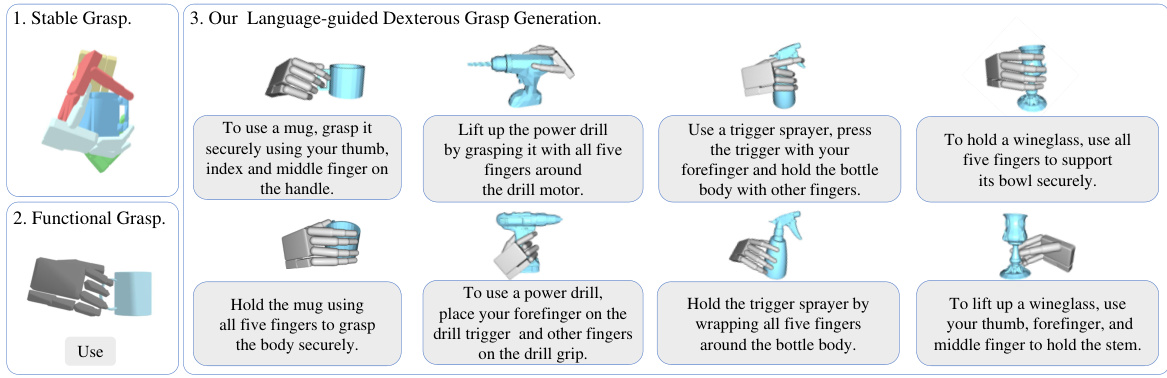 1. Stable Grasp.
2. Functional Grasp.
Use
3. Our Language-guided Dexterous Grasp Generation.
To use a mug, grasp it
securely using your thumb,
index and middle finger on
the handle.
Lift up the power drill
by grasping it with all five
fingers around
the drill motor.
Use a trigger sprayer, press
the trigger with your
forefinger and hold the bottle
body with other fingers.
To hold a wineglass, use all
five fingers to support
its bowl securely.
Hold the mug using
all five fingers to grasp
the body securely.
To use a power drill,
place your forefinger on the
drill trigger and other fingers
on the drill grip.
Hold the trigger sprayer by
wrapping all five fingers
around the bottle body.
To lift up a wineglass, use
your thumb, forefinger, and
middle finger to hold the stem.